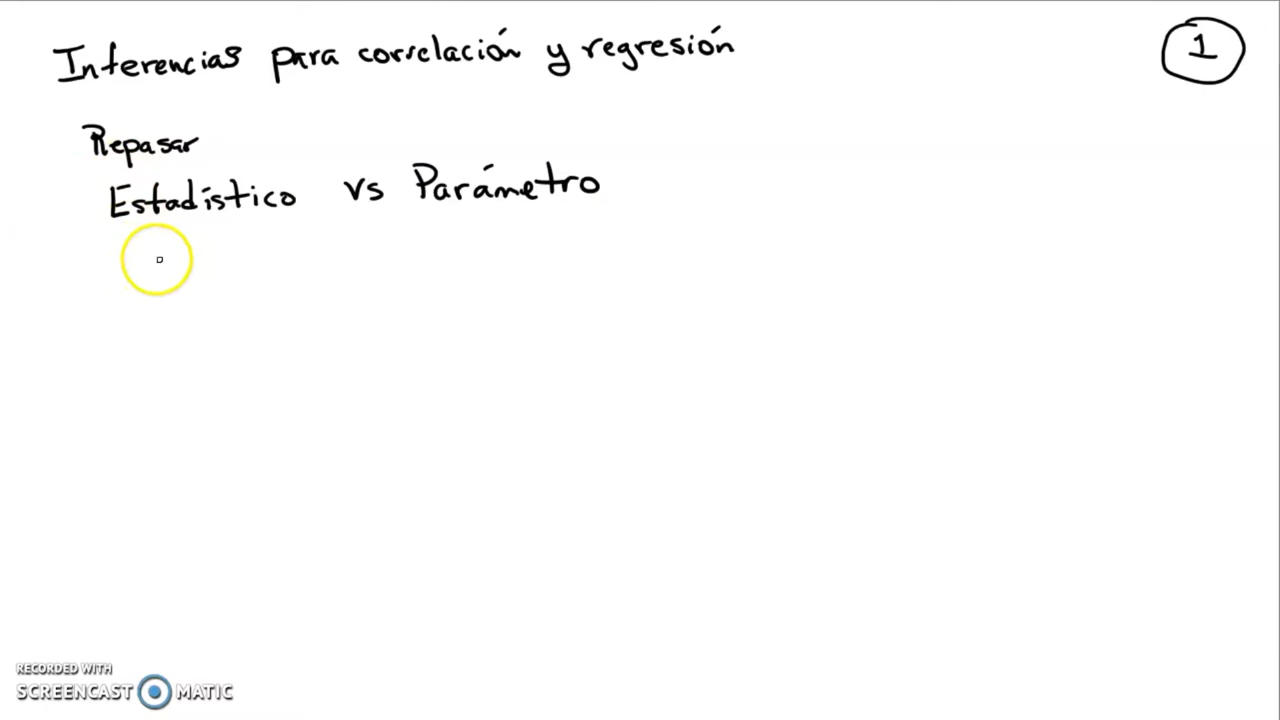 Inferencias para correlación y regresión
1
Repasar
Estadístico vs Parámetro
RECORDED WITH
SCREENCAST MATIC